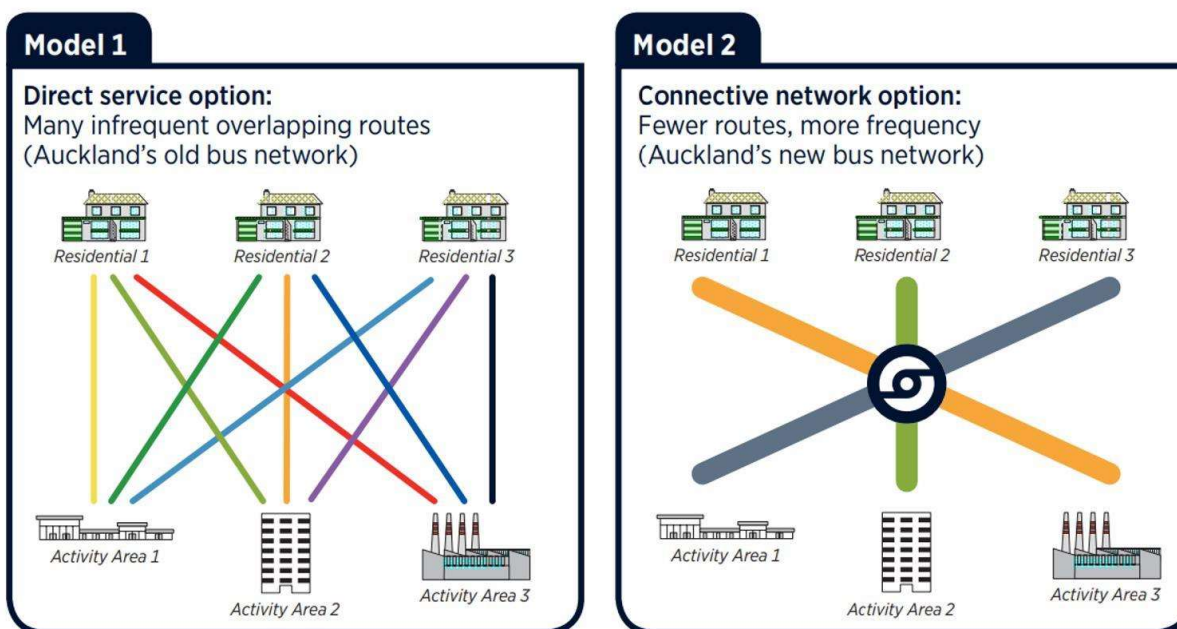 Model 1
Direct service option:
Many infrequent overlapping routes
(Auckland's old bus network)
Residential 1
Residential 2
Residential 3
Activity Area 1
Activity Area 2
Activity Area 3
Model 2
Connective network option:
Fewer routes, more frequency
(Auckland's new bus network)
Residential 1
Residential 2
Residential 3
Activity Area 1
Activity Area 2
Activity Area 3